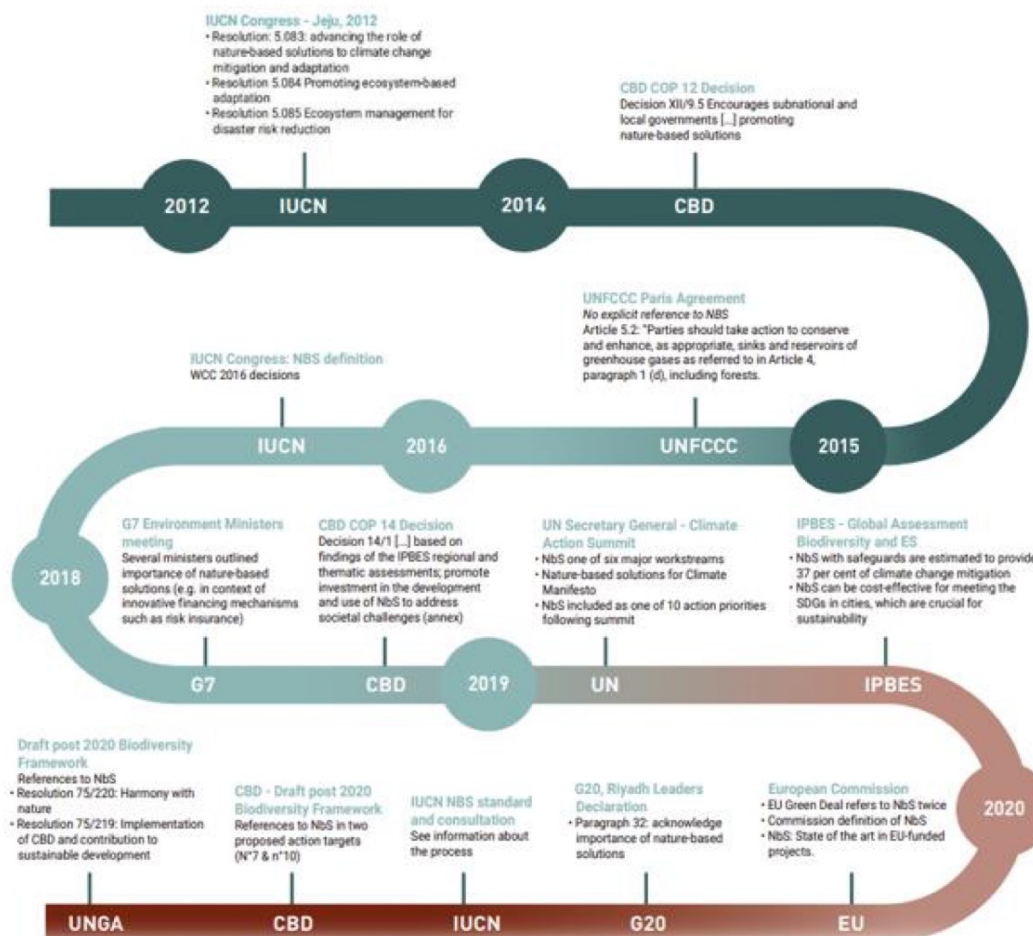 IUCN Congress - Jeju, 2012
• Resolution: 5.083: advancing the role of
nature-based solutions to climate change
mitigation and adaptation
• Resolution 5.084 Promoting ecosystem-based
adaptation
• Resolution 5.085 Ecosystem management for
disaster risk reduction
CBD COP 12 Decision
Decision XII/9.5 Encourages subnational and
local governments [...] promoting
nature-based solutions
2012
IUCN
2014
CBD
UNFCCC Paris Agreement
No explicit reference to NBS
Article 5.2: "Parties should take action to conserve
and enhance, as appropriate, sinks and reservoirs of
greenhouse gases as referred to in Article 4,
paragraph 1 (d), including forests.
IUCN Congress: NBS definition
WCC 2016 decisions
IUCN
2016
UNFCCC
2015
G7 Environment Ministers
meeting
Several ministers outlined
importance of nature-based
solutions (e.g. in context of
innovative financing mechanisms
such as risk insurance)
CBD COP 14 Decision
Decision 14/1 [...] based on
findings of the IPBES regional and
thematic assessments; promote
investment in the development
and use of NbS to address
societal challenges (annex)
UN Secretary General - Climate
Action Summit
• NbS one of six major workstreams
• Nature-based solutions for Climate
Manifesto
• NbS included as one of 10 action priorities
following summit
IPBES - Global Assessment
Biodiversity and ES
• NbS with safeguards are estimated to provide
37 per cent of climate change mitigation
• NbS can be cost-effective for meeting the
SDGs in cities, which are crucial for
sustainability
2018
G7
CBD
2019
UN
IPBES
Draft post 2020 Biodiversity
Framework
References to NbS
• Resolution 75/220: Harmony with
nature
• Resolution 75/219: Implementation
of CBD and contribution to
sustainable development
CBD - Draft post 2020
Biodiversity Framework
References to NbS in two
proposed action targets
(N°7 & n°10)
IUCN NBS standard
and consultation
See information about
the process
G20, Riyadh Leaders
Declaration
• Paragraph 32: acknowledge
importance of nature-based
solutions
European Commission
• EU Green Deal refers to NbS twice
• Commission definition of NbS
• NbS: State of the art in EU-funded
projects.
2020
UNGA
CBD
IUCN
G20
EU